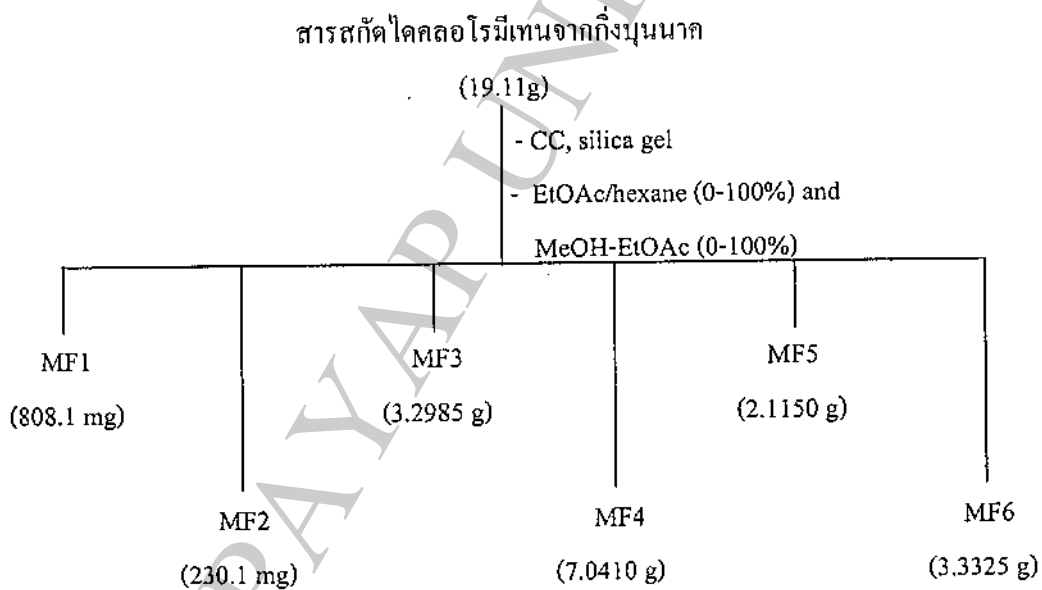 สารสกัดไดคลอโรมีเทนจากกิ่งบุนนาค
(19.11g)
- CC, silica gel
- EtOAc/hexane (0-100%) and
MeOH-EtOAc (0-100%)
MF1
(808.1 mg)
MF2
(230.1 mg)
MF3
(3.2985 g)
MF4
(7.0410 g)
MF5
(2.1150 g)
MF6
(3.3325 g)
PAYAP UNI